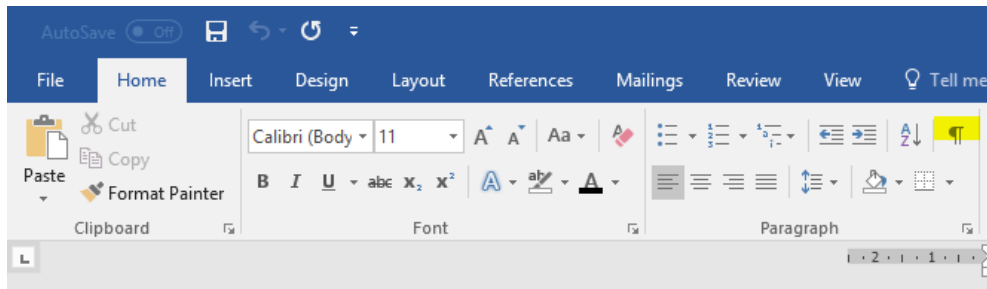 AutoSave Off
File Home Insert Design Layout References Mailings Review View Tell me
Cut
Calibri (Body 11 A A Aa A A Z ¶
Copy
Paste
Format Painter
B I U abc X₂ X² A ab A
Clipboard Font Paragraph
L 2 1